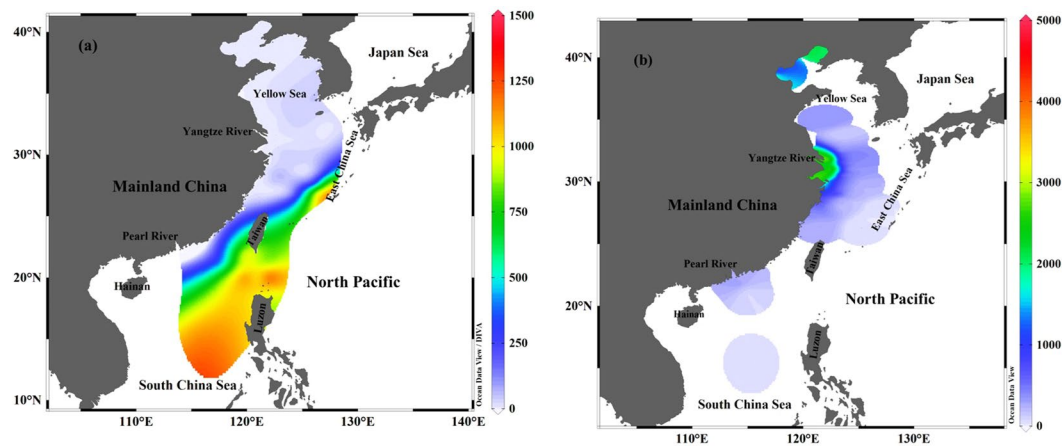 (a)
40°N
30°N
20°N
10°N
110°E
120°E
130°E
140°E
Japan Sea
Yellow Sea
Yangtze River
East China Sea
Mainland China
Taiwan
Pearl River
Hainan
North Pacific
Luzon
South China Sea
Ocean Data View / DIVA
1500
1250
1000
750
500
250
0
(b)
40°N
30°N
20°N
10°N
110°E
120°E
130°E
Japan Sea
Yellow Sea
Yangtze River
East China Sea
Mainland China
Taiwan
Pearl River
Hainan
North Pacific
Luzon
South China Sea
Ocean Data View
5000
4000
3000
2000
1000
0